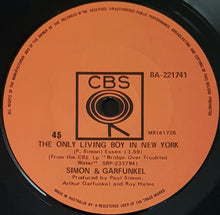 CBS
BA-221741
45
MX161726
THE ONLY LIVING BOY IN NEW YORK
(P. Simon) Essex (3.59)
(From the CBS Lp "Bridge Over Troubled
Water" SBP-233794)
SIMON & GARFUNKEL
Produced by Paul Simon,
Arthur Garfunkel and Roy Halee